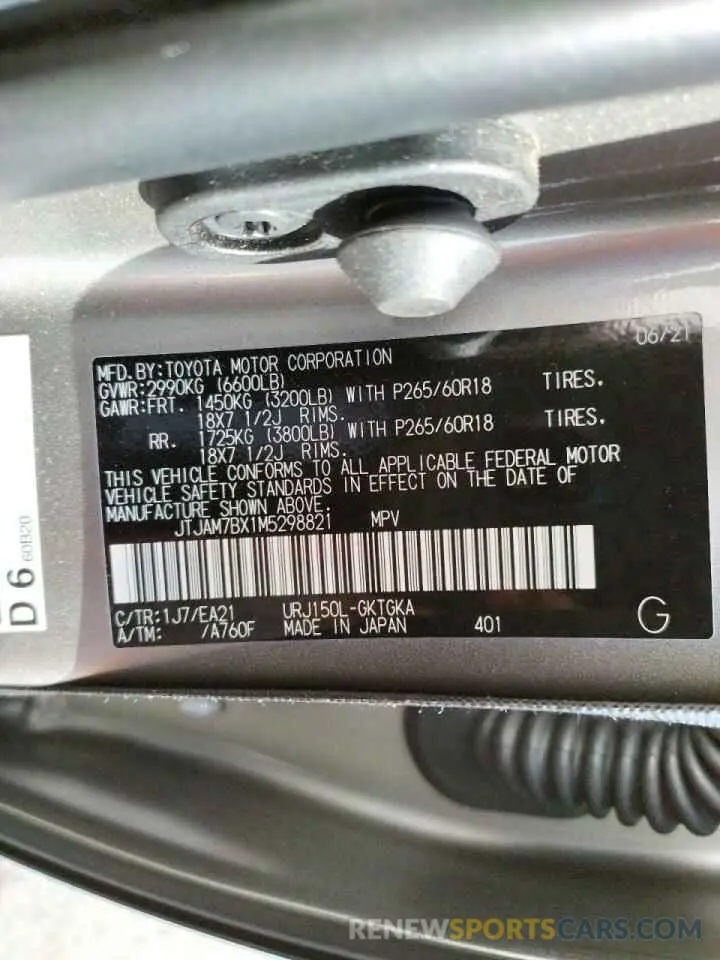 06/21
MFD.BY:TOYOTA MOTOR CORPORATION
GVWR:2990KG (6600LB)
GAWR:FRT. 1450KG (3200LB) WITH P265/60R18 TIRES.
18X7 1/2J RIMS.
RR. 1725KG (3800LB) WITH P265/60R18 TIRES.
18X7 1/2J RIMS.
THIS VEHICLE CONFORMS TO ALL APPLICABLE FEDERAL MOTOR
VEHICLE SAFETY STANDARDS IN EFFECT ON THE DATE OF
MANUFACTURE SHOWN ABOVE.
JTJAM7BX1M5298821 MPV
C/TR:1J7/EA21 URJ150L-GKTGKA
A/TM: /A760F MADE IN JAPAN 401 G
D 6 60B20
RENEWSPORTSCARS.COM